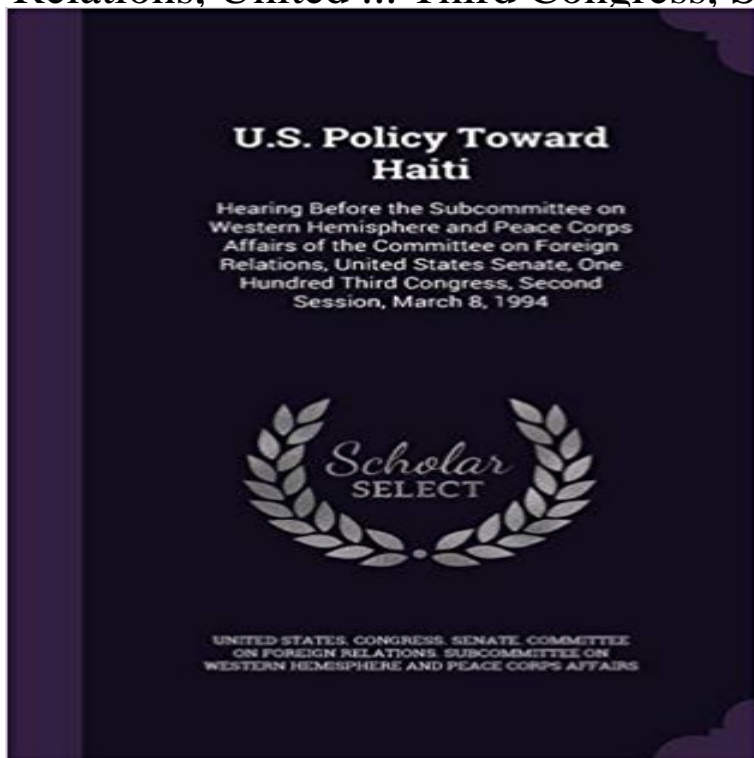 Relations, United ... Third Congress, S
U.S. Policy Toward
Haiti
Hearing Before the Subcommittee on
Western Hemisphere and Peace Corps
Affairs of the Committee on Foreign
Relations, United States Senate, One
Hundred Third Congress, Second
Session, March 8, 1994
Scholar
SELECT
UNITED STATES. CONGRESS. SENATE. COMMITTEE
ON FOREIGN RELATIONS. SUBCOMMITTEE ON
WESTERN HEMISPHERE AND PEACE CORPS AFFAIRS